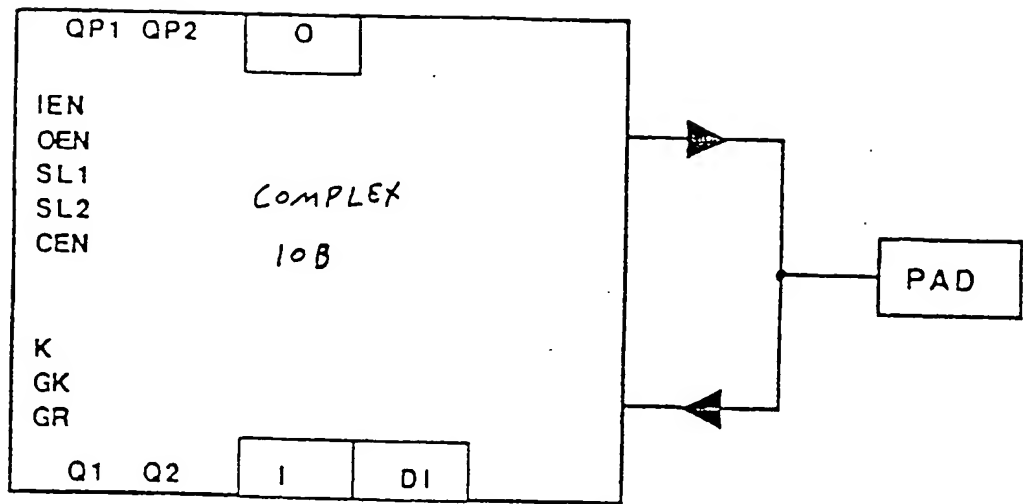 QP1 QP2 O
IEN
OEN
SL1
SL2
CEN
COMPLEX
IOB
PAD
K
GK
GR
Q1 Q2 I DI